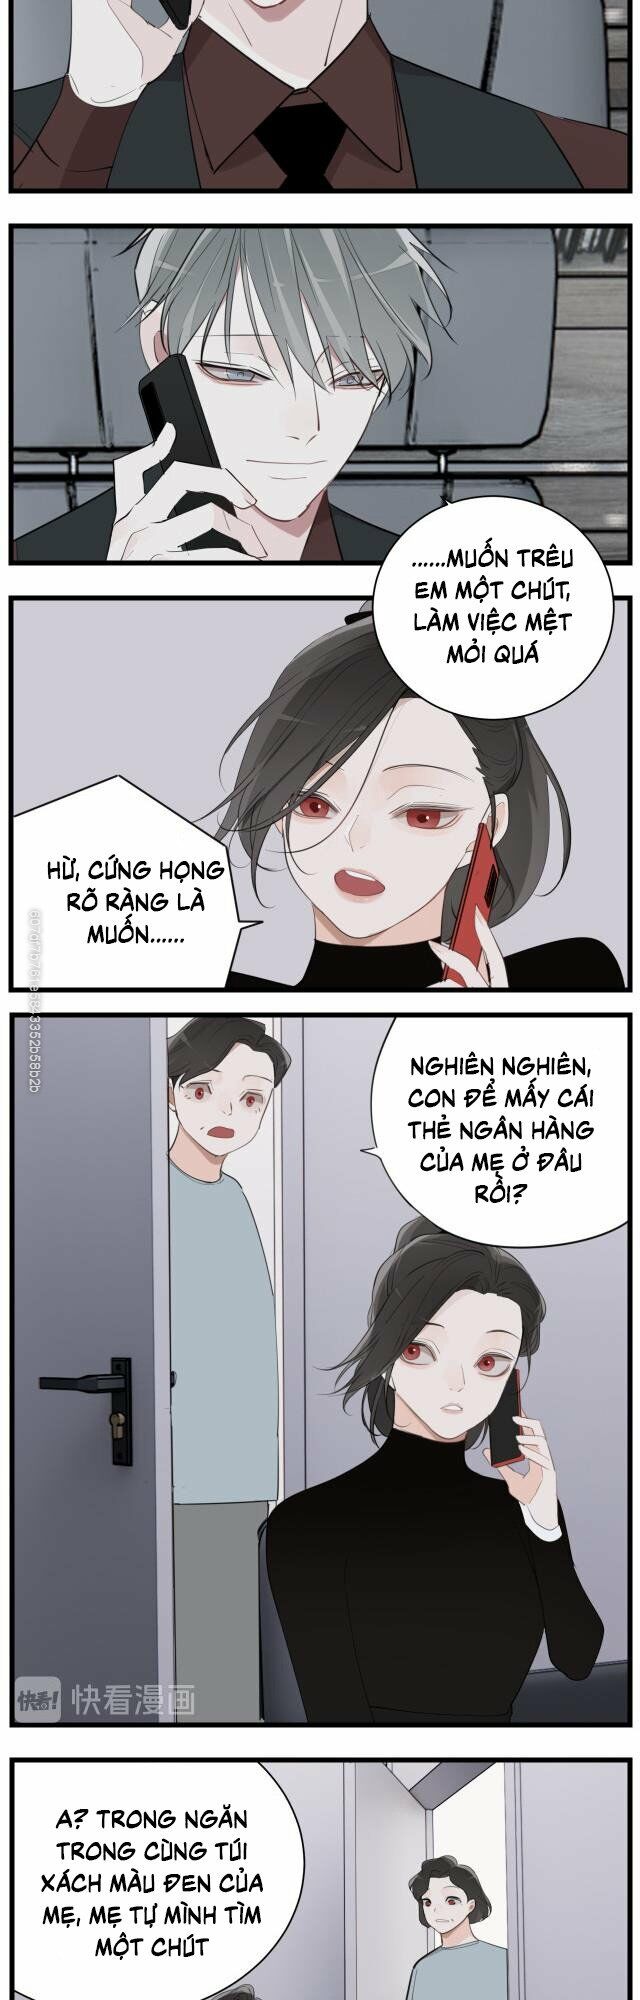 ......MUỐN TRÊU
EM MỘT CHÚT,
LÀM VIỆC MỆT
MỎI QUÁ
HỪ, CỨNG HỌNG
RÕ RÀNG LÀ
MUỐN......
NGHIÊN NGHIÊN,
CON ĐỂ MẤY CÁI
THẺ NGÂN HÀNG
CỦA MẸ Ở ĐÂU
RỒI?
快看! 快看漫画
A? TRONG NGĂN
TRONG CÙNG TÚI
XÁCH MÀU ĐEN CỦA
MẸ, MẸ TỰ MÌNH TÌM
MỘT CHÚT